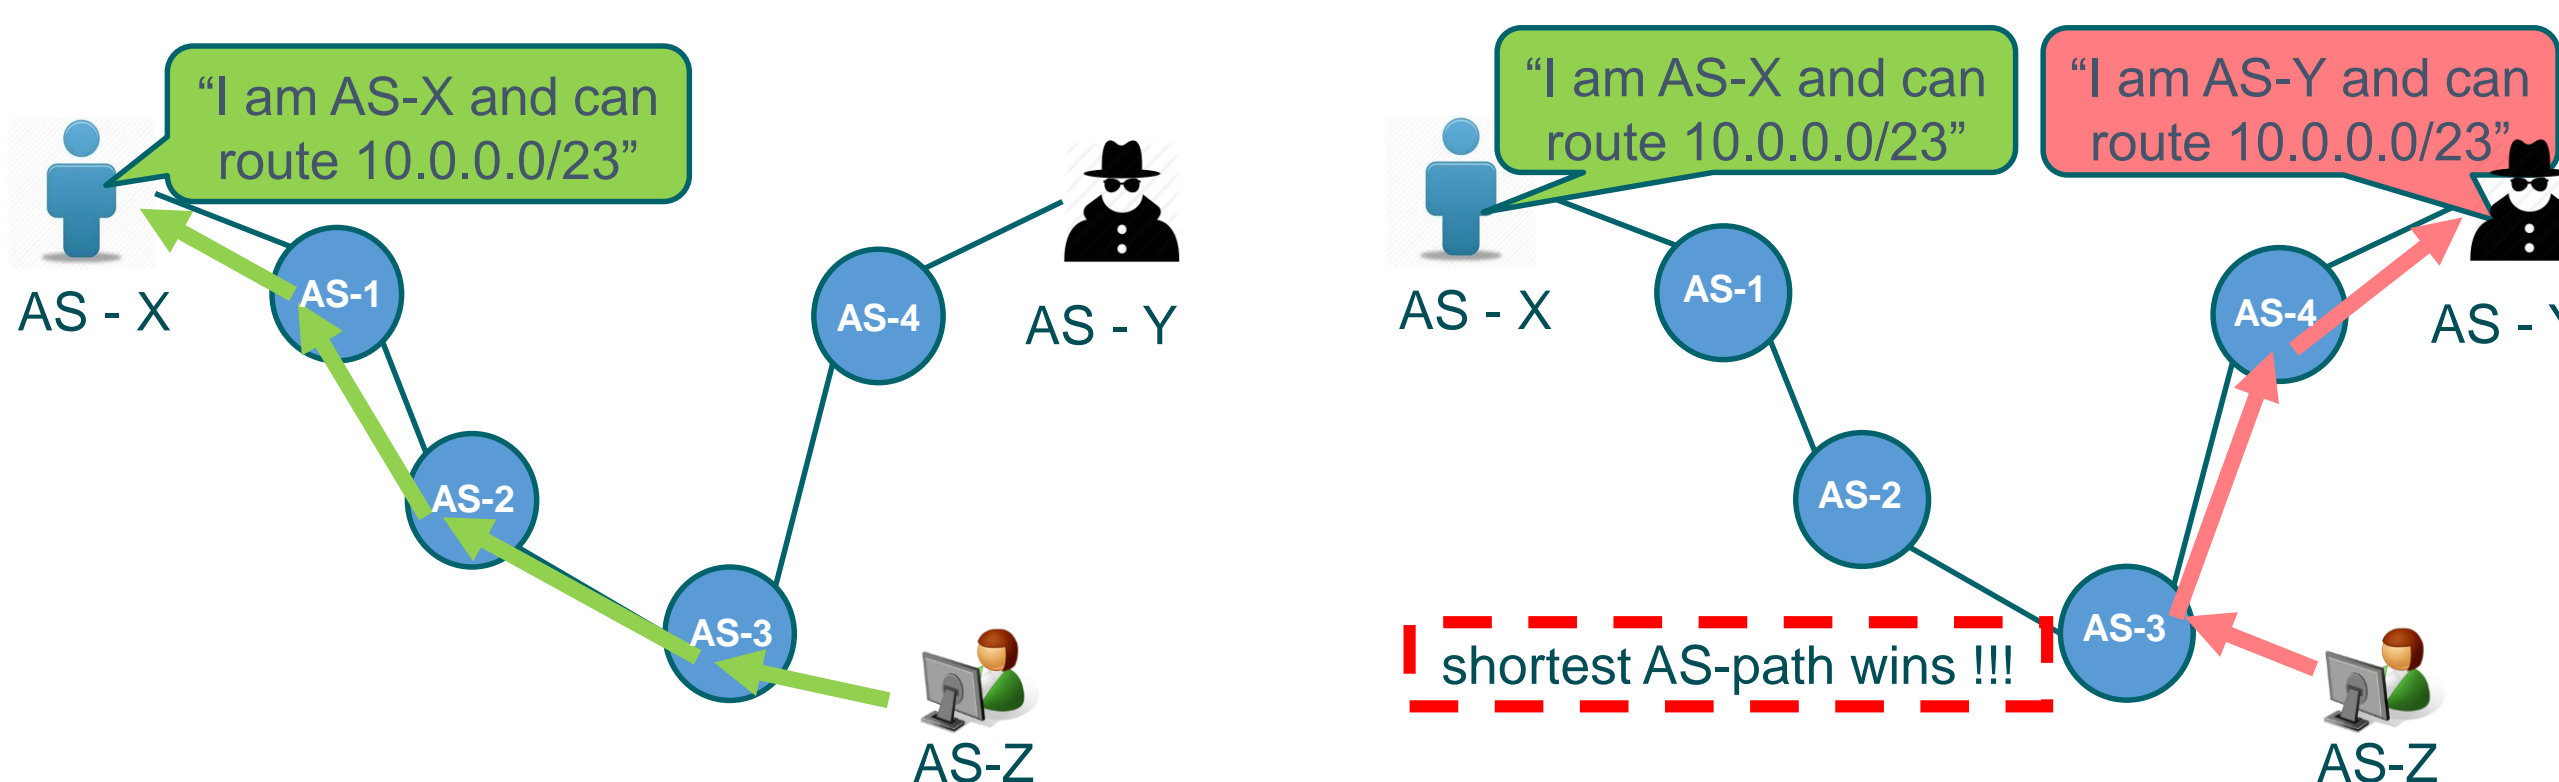 “I am AS-X and can
route 10.0.0.0/23”
AS - X
AS-1
AS-2
AS-3
AS-4
AS - Y
AS-Z
“I am AS-X and can
route 10.0.0.0/23”
“I am AS-Y and can
route 10.0.0.0/23”
AS - X
AS-1
AS-2
AS-3
AS-4
AS - Y
shortest AS-path wins !!!
AS-Z